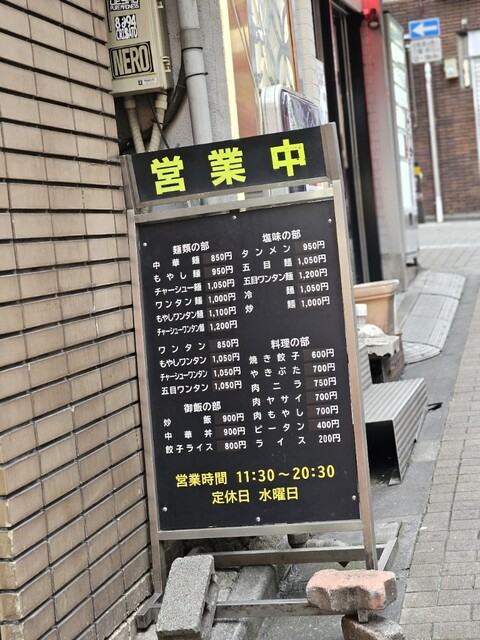 8,994
NERO
営業中
麺類の部
中華麺 850円
もやし麺 950円
チャーシュー麺 1,050円
ワンタン麺 1,000円
もやしワンタン麺 1,100円
チャーシューワンタン麺 1,200円
ワンタン 850円
もやしワンタン 1,050円
チャーシューワンタン 1,050円
五目ワンタン 1,050円
御飯の部
炒飯 900円
中華丼 900円
餃子ライス 800円
塩味の部
タンメン 950円
五目麺 1,050円
五目ワンタン麺 1,200円
冷麺 1,050円
炒麺 1,000円
料理の部
焼き餃子 600円
やきぶた 700円
肉ニラ 750円
肉ヤサイ 700円
肉もやし 700円
ピータン 400円
ライス 200円
営業時間 11:30～20:30
定休日 水曜日